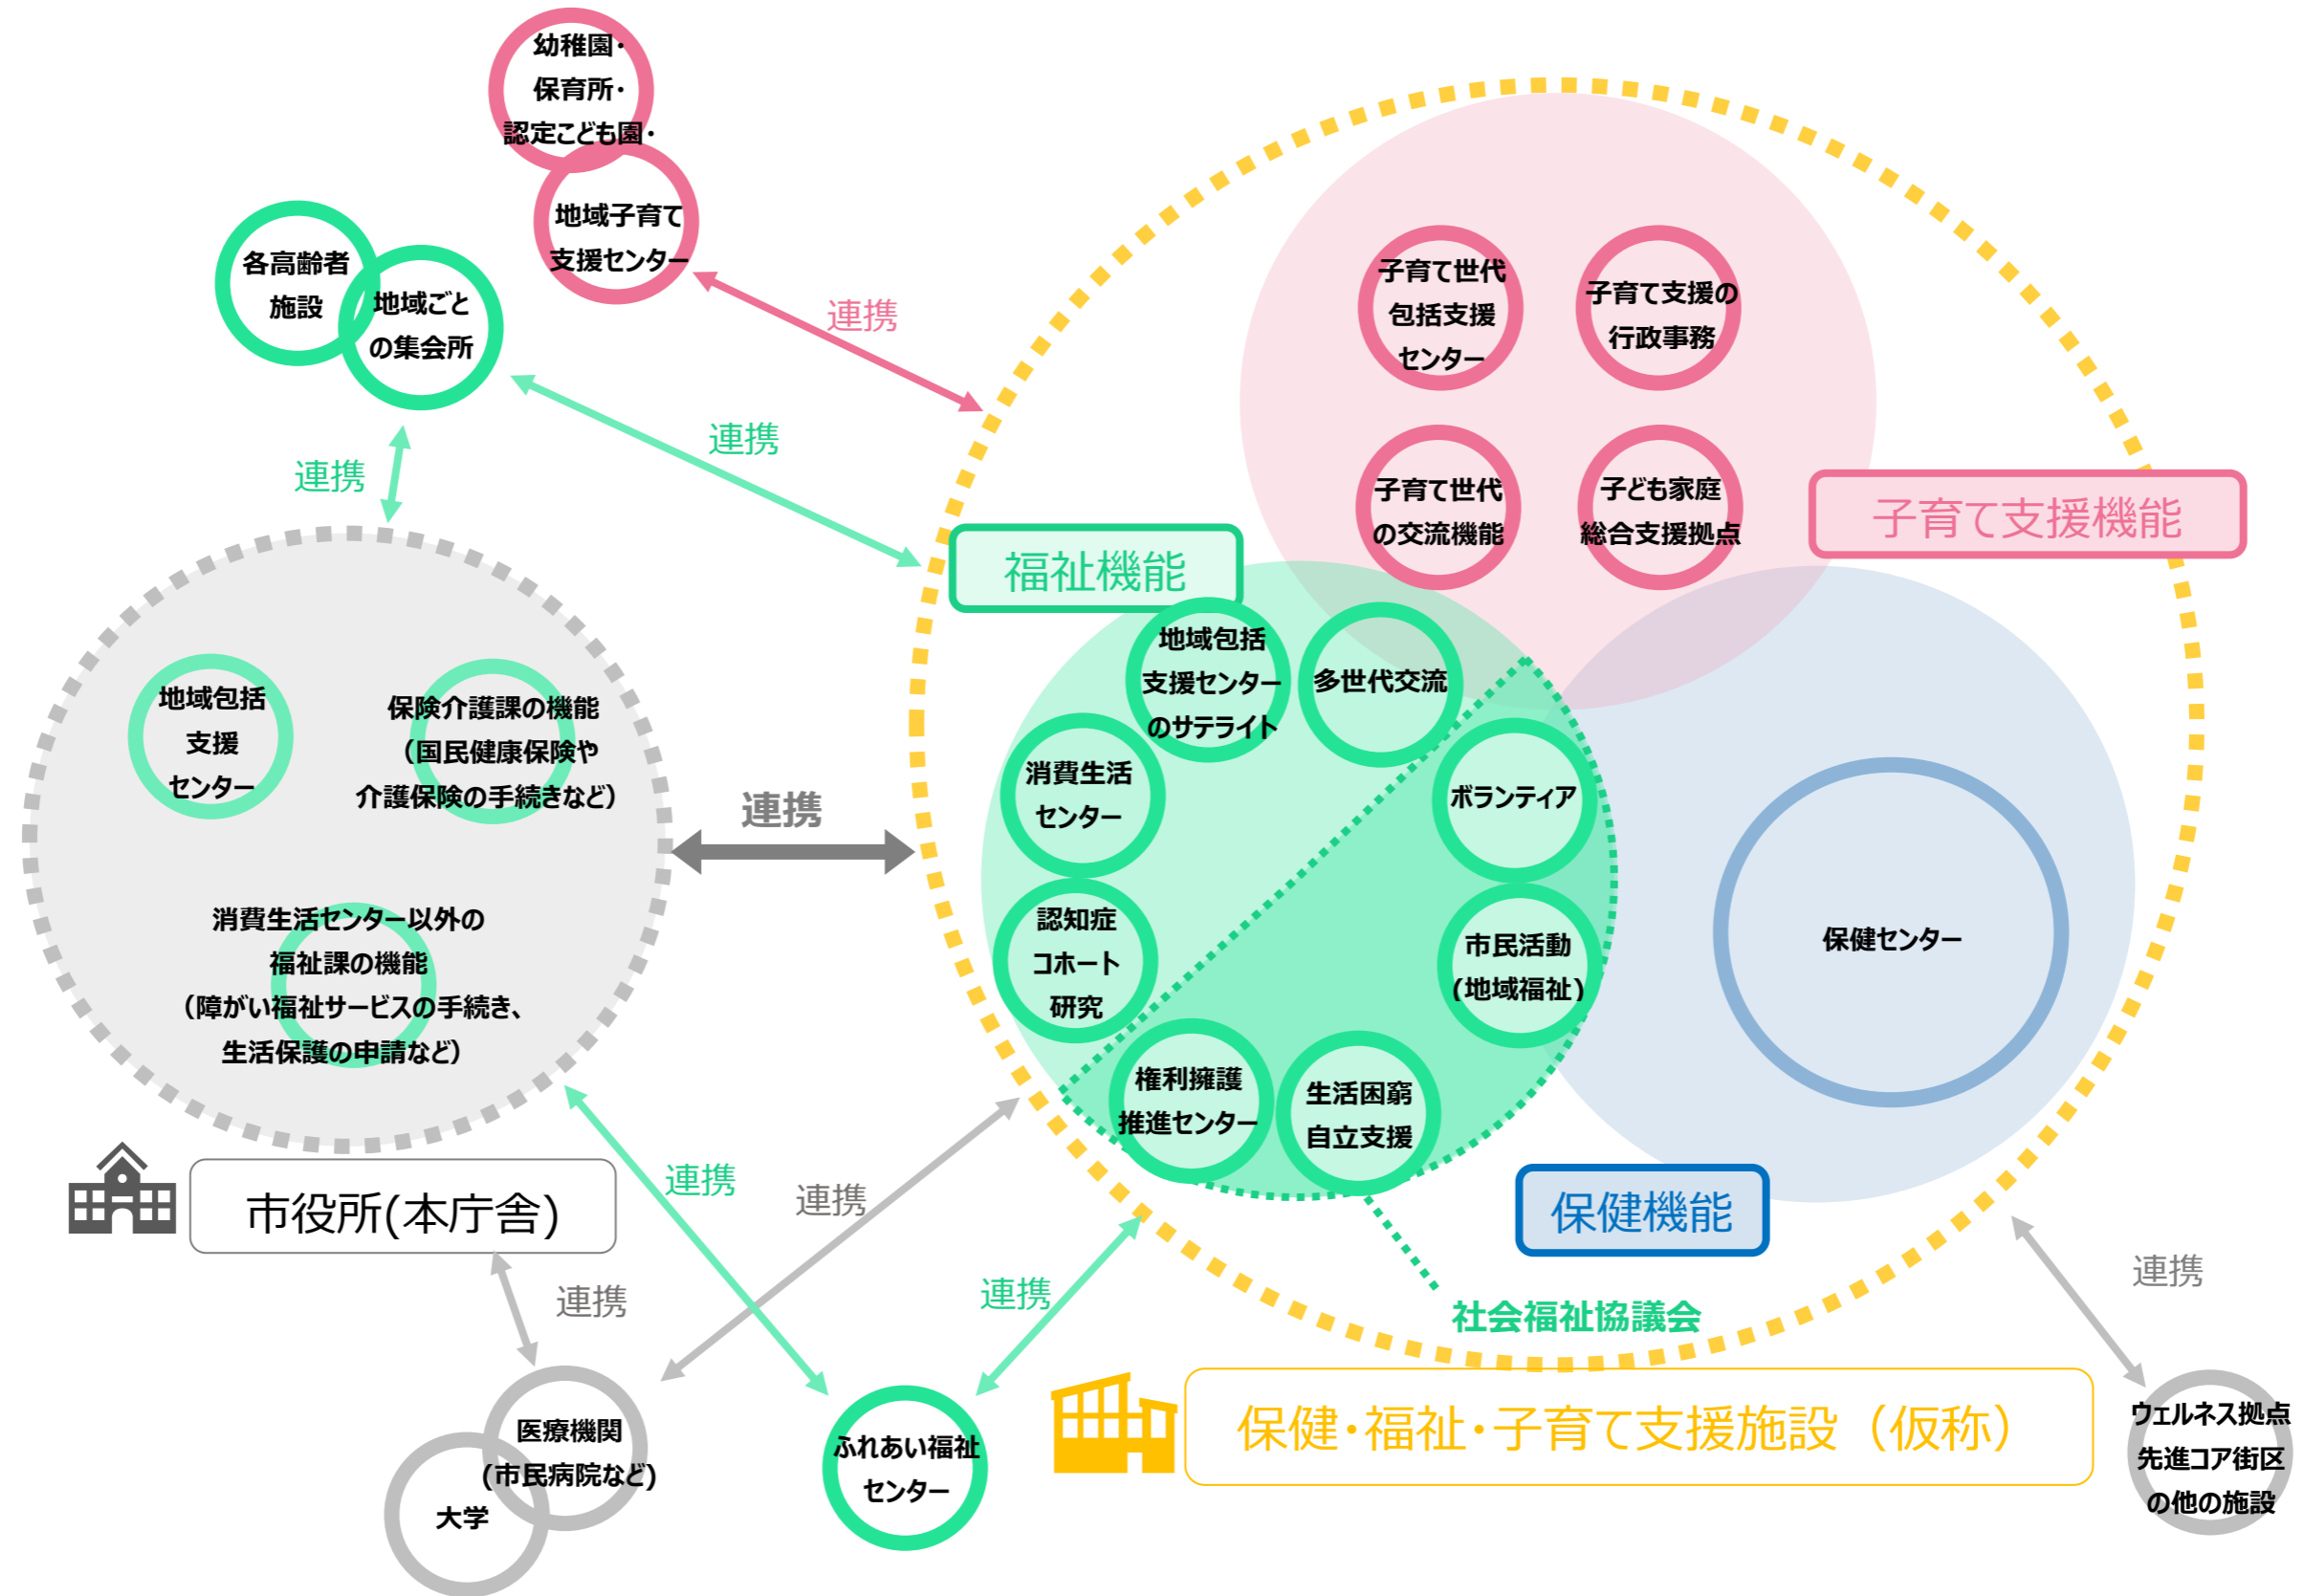 幼稚園・
保育所・
認定こども園・
地域子育て
支援センター
各高齢者
施設
地域ごと
の集会所
連携
連携
連携
子育て世代
包括支援
センター
子育て支援の
行政事務
子育て世代
の交流機能
子ども家庭
総合支援拠点
子育て支援機能
福祉機能
地域包括
支援センター
のサテライト
多世代交流
消費生活
センター
ボランティア
認知症
コホート
研究
市民活動
(地域福祉)
権利擁護
推進センター
生活困窮
自立支援
保健センター
保健機能
社会福祉協議会
地域包括
支援
センター
保険介護課の機能
（国民健康保険や
介護保険の手続きなど）
消費生活センター以外の
福祉課の機能
（障がい福祉サービスの手続き、
生活保護の申請など）
連携
市役所(本庁舎)
連携
連携
連携
連携
連携
医療機関
(市民病院など)
大学
ふれあい福祉
センター
保健・福祉・子育て支援施設（仮称）
ウェルネス拠点
先進コア街区
の他の施設